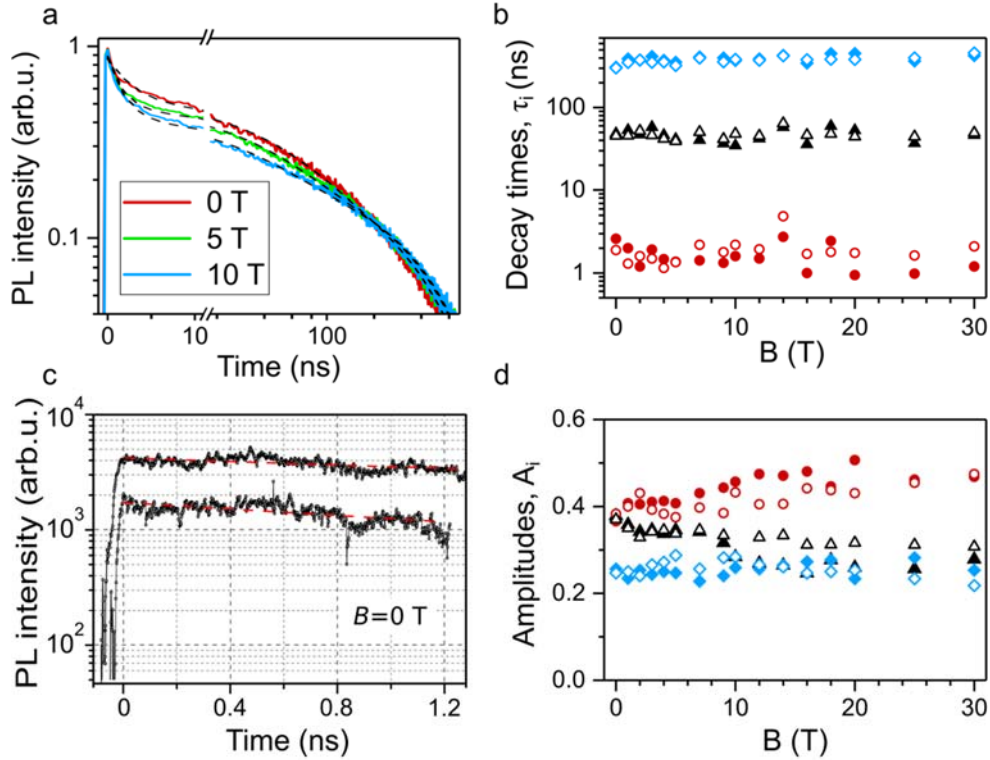 a
PL intensity (arb.u.)
1
0.1
0 T
5 T
10 T
0
10
100
Time (ns)
b
Decay times, τᵢ (ns)
100
10
1
0
10
20
30
B (T)
c
PL intensity (arb.u.)
10⁴
10³
10²
B=0 T
0
0.4
0.8
1.2
Time (ns)
d
Amplitudes, Aᵢ
0.6
0.4
0.2
0.0
0
10
20
30
B (T)